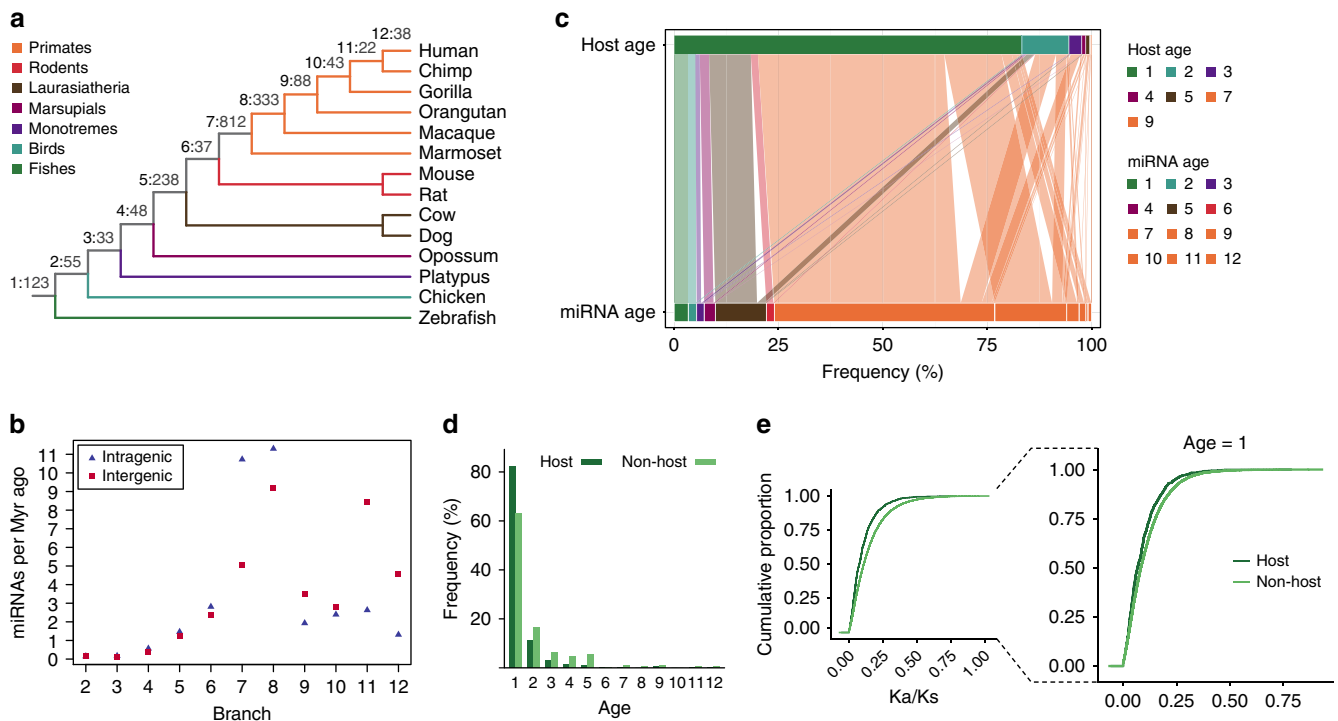 a
Primates
Rodents
Laurasiatheria
Marsupials
Monotremes
Birds
Fishes
12:38
11:22
10:43
9:88
8:333
7:812
6:37
5:238
4:48
3:33
2:55
1:123
Human
Chimp
Gorilla
Orangutan
Macaque
Marmoset
Mouse
Rat
Cow
Dog
Opossum
Platypus
Chicken
Zebrafish
c
Host age
miRNA age
0 25 50 75 100
Frequency (%)
Host age
1 2 3
4 5 7
9
miRNA age
1 2 3
4 5 6
7 8 9
10 11 12
b
Intragenic
Intergenic
miRNAs per Myr ago
11
10
9
8
7
6
5
4
3
2
1
0
2 3 4 5 6 7 8 9 10 11 12
Branch
d
Host Non-host
Frequency (%)
80
60
40
20
1 2 3 4 5 6 7 8 9 10 11 12
Age
e
Cumulative proportion
1.00
0.75
0.50
0.25
0.00
0.00 0.25 0.50 0.75 1.00
Ka/Ks
Age = 1
1.00
0.75
0.50
0.25
0.00
0.00 0.25 0.50 0.75
Host
Non-host